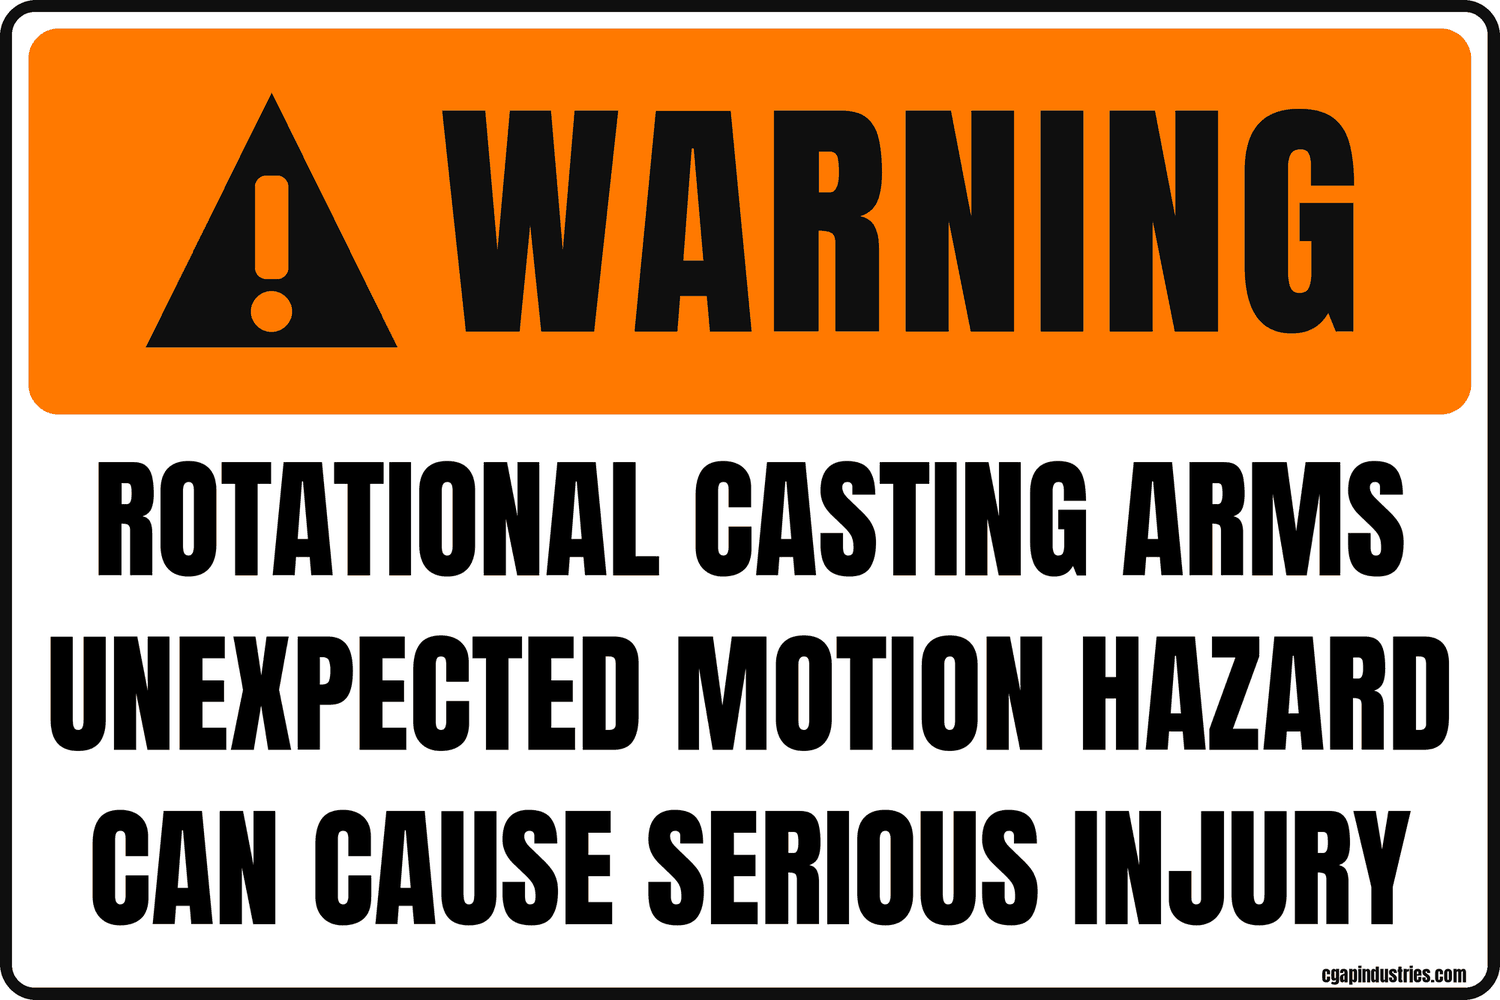 WARNING
ROTATIONAL CASTING ARMS
UNEXPECTED MOTION HAZARD
CAN CAUSE SERIOUS INJURY
cgapindustries.com